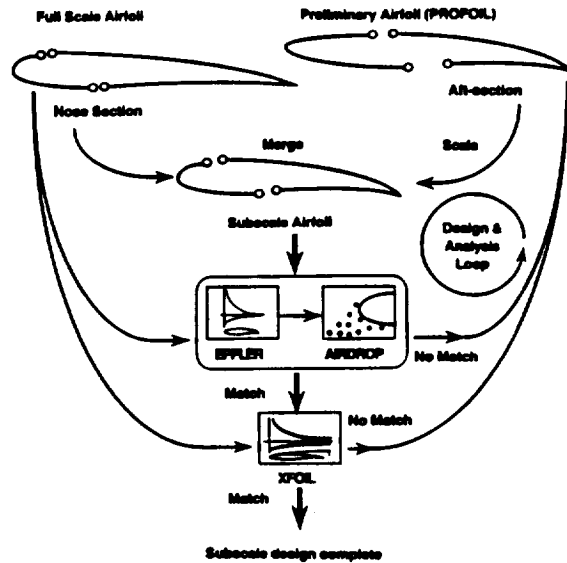 Full Scale Airfoil
Preliminary Airfoil (PROFOIL)
Nose Section
Aft-section
Merge
Scale
Subscale Airfoil
Design &
Analysis
Loop
EPPLER
AIRDROP
No Match
Match
No Match
XFOIL
Match
Subscale design complete